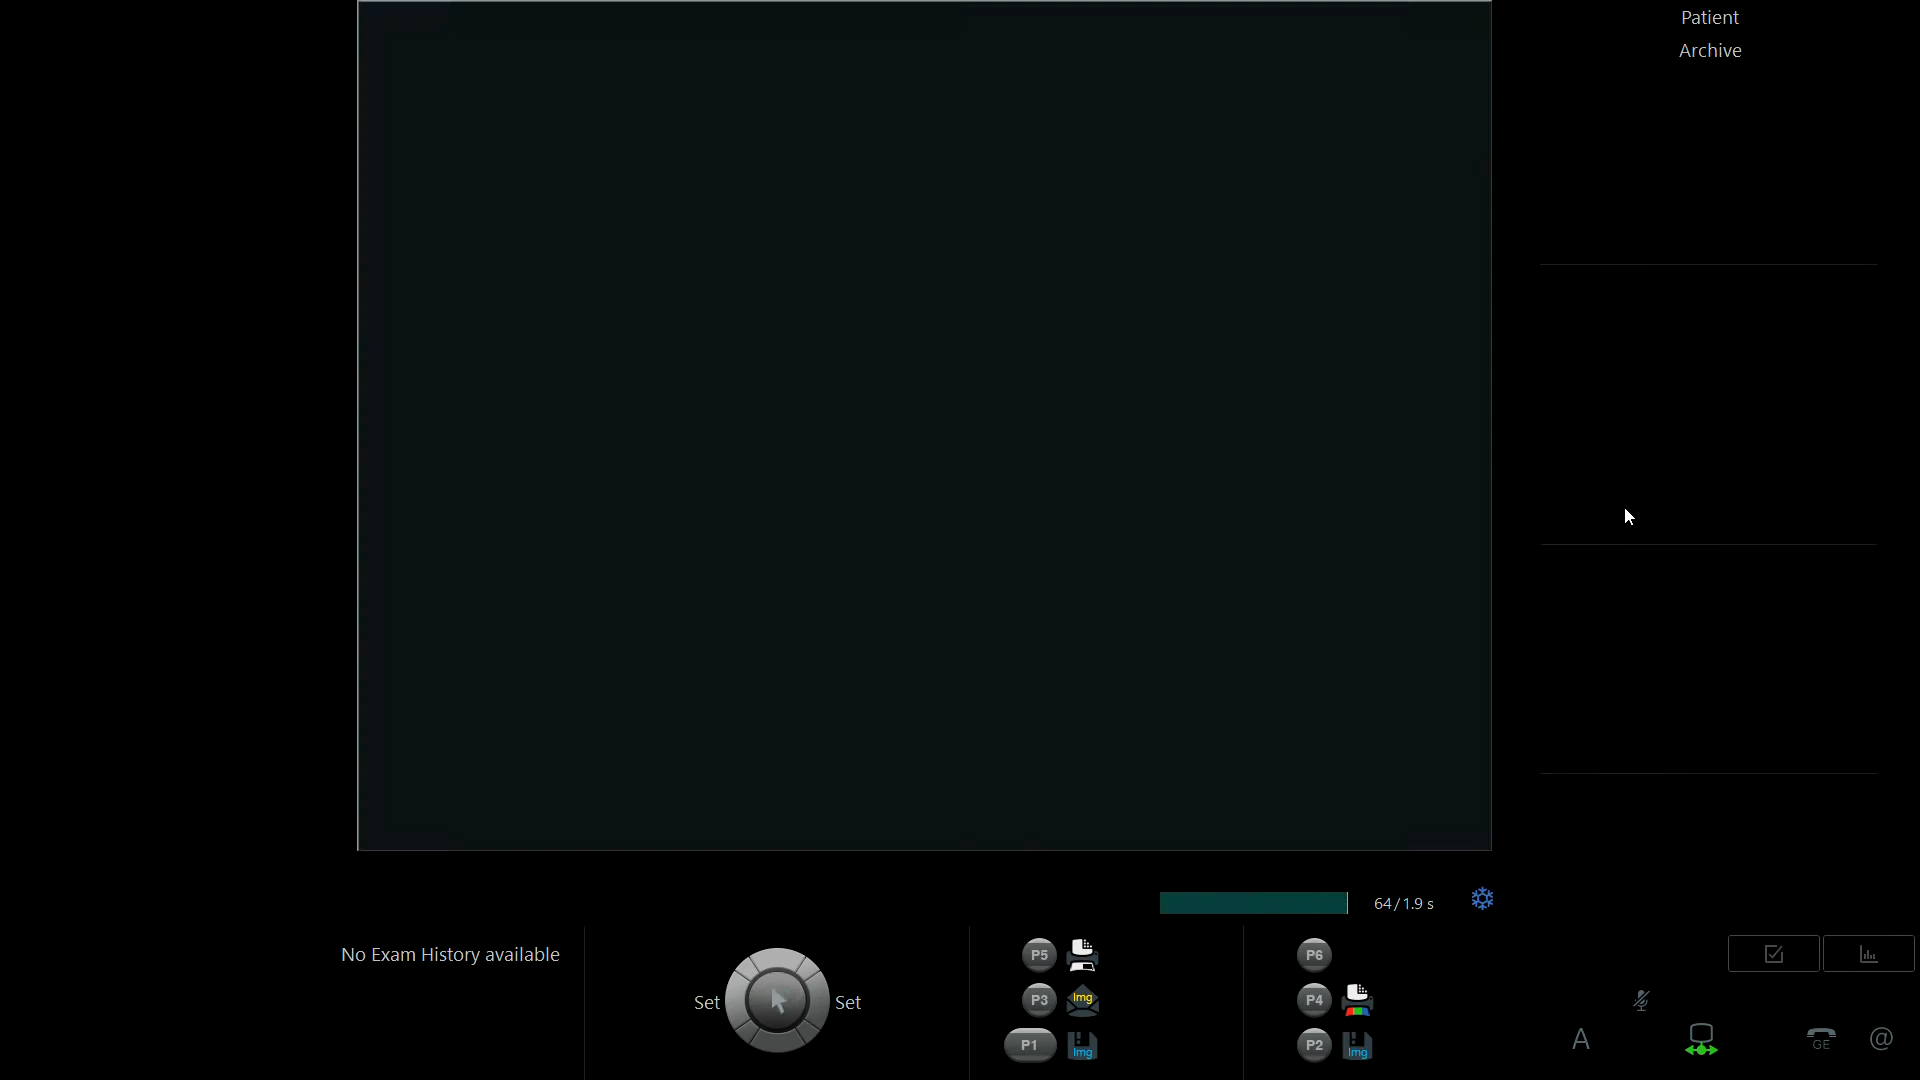 Patient
Archive
64/1.9 s
No Exam History available
Set
Set
P5
P3
Img
P1
Img
P6
P4
P2
Img
A
GE
@